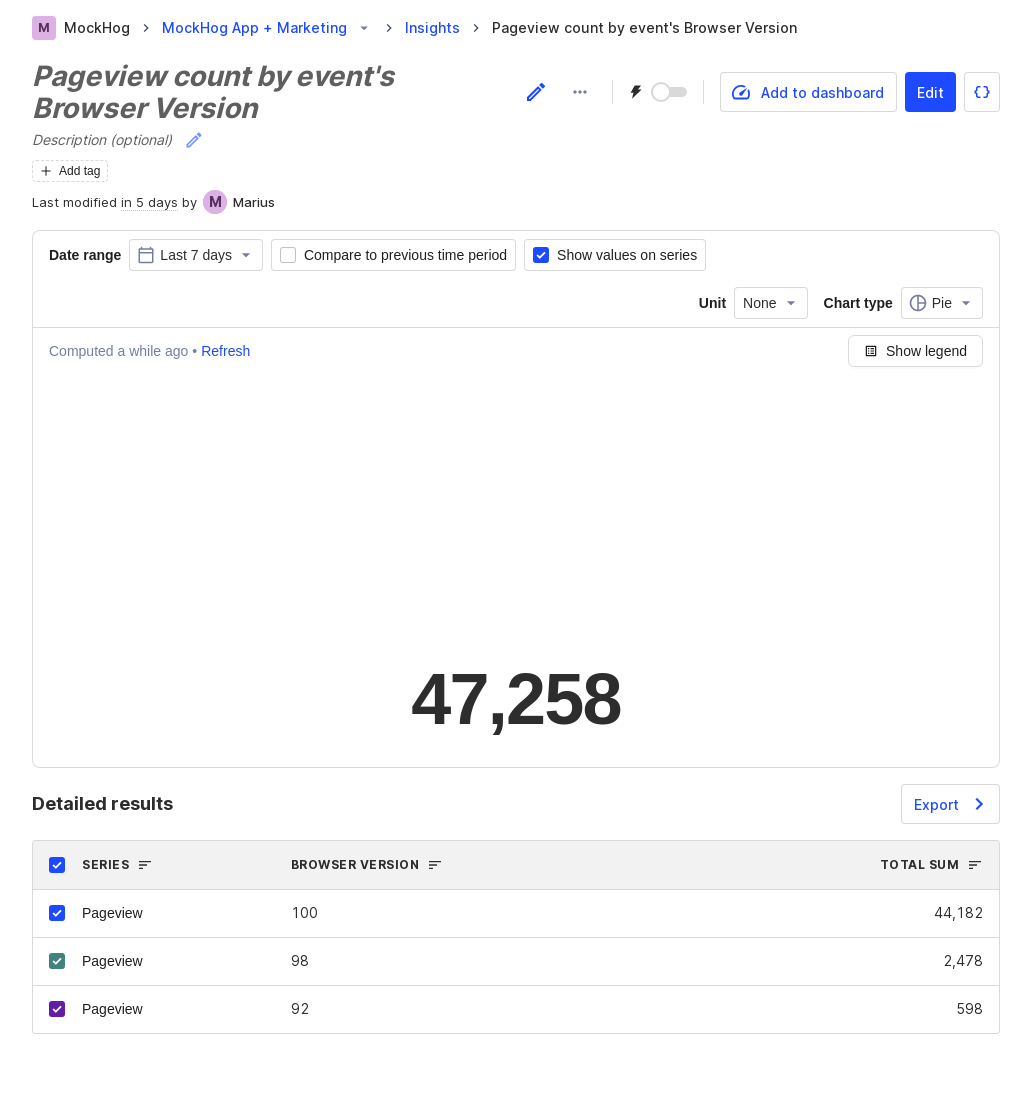 M MockHog MockHog App + Marketing Insights Pageview count by event's Browser Version
Pageview count by event's
Browser Version
Add to dashboard Edit
Description (optional)
Add tag
Last modified in 5 days by M Marius
Date range Last 7 days Compare to previous time period Show values on series
Unit None Chart type Pie
Computed a while ago • Refresh Show legend
47,258
Detailed results Export
SERIES BROWSER VERSION TOTAL SUM
Pageview 100 44,182
Pageview 98 2,478
Pageview 92 598